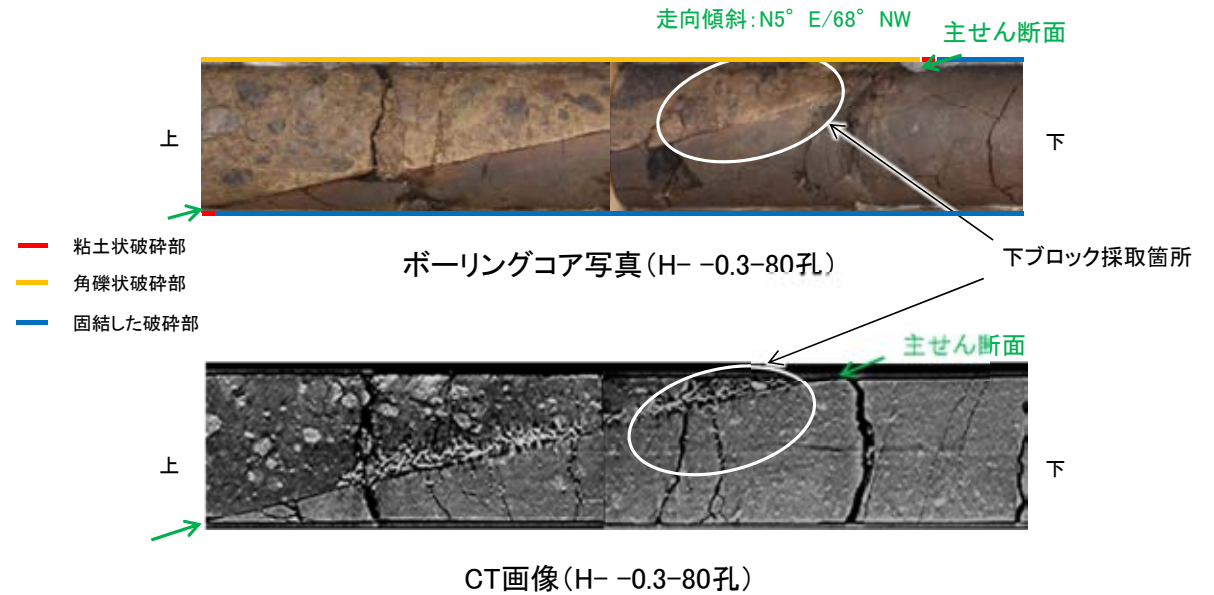 走向傾斜:N5°E/68°NW
主せん断面
上
下
粘土状破砕部
角礫状破砕部
固結した破砕部
ボーリングコア写真(H- -0.3-80孔)
下ブロック採取箇所
主せん断面
上
下
CT画像(H- -0.3-80孔)